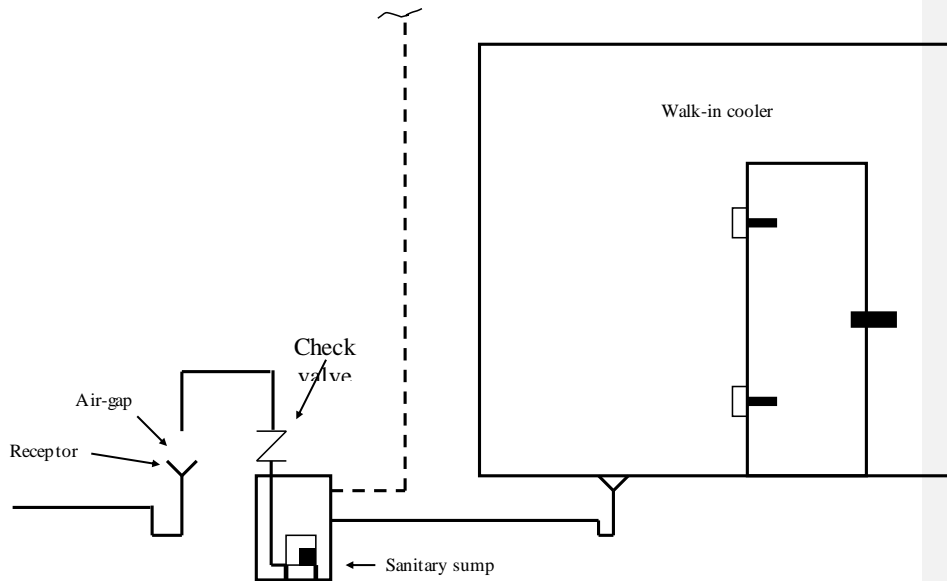 Walk-in cooler
Check
valve
Air-gap
Receptor
Sanitary sump